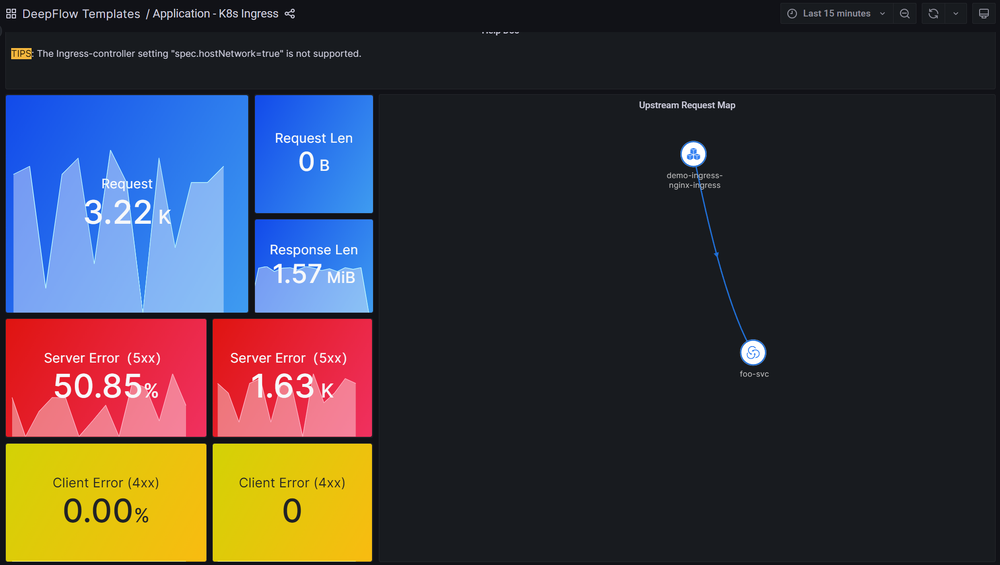 DeepFlow Templates / Application - K8s Ingress
Last 15 minutes
Help Doc
TIPS: The Ingress-controller setting "spec.hostNetwork=true" is not supported.
Request
3.22 K
Request Len
0 B
Response Len
1.57 MiB
Server Error (5xx)
50.85%
Server Error (5xx)
1.63 K
Client Error (4xx)
0.00%
Client Error (4xx)
0
Upstream Request Map
demo-ingress-
nginx-ingress
foo-svc